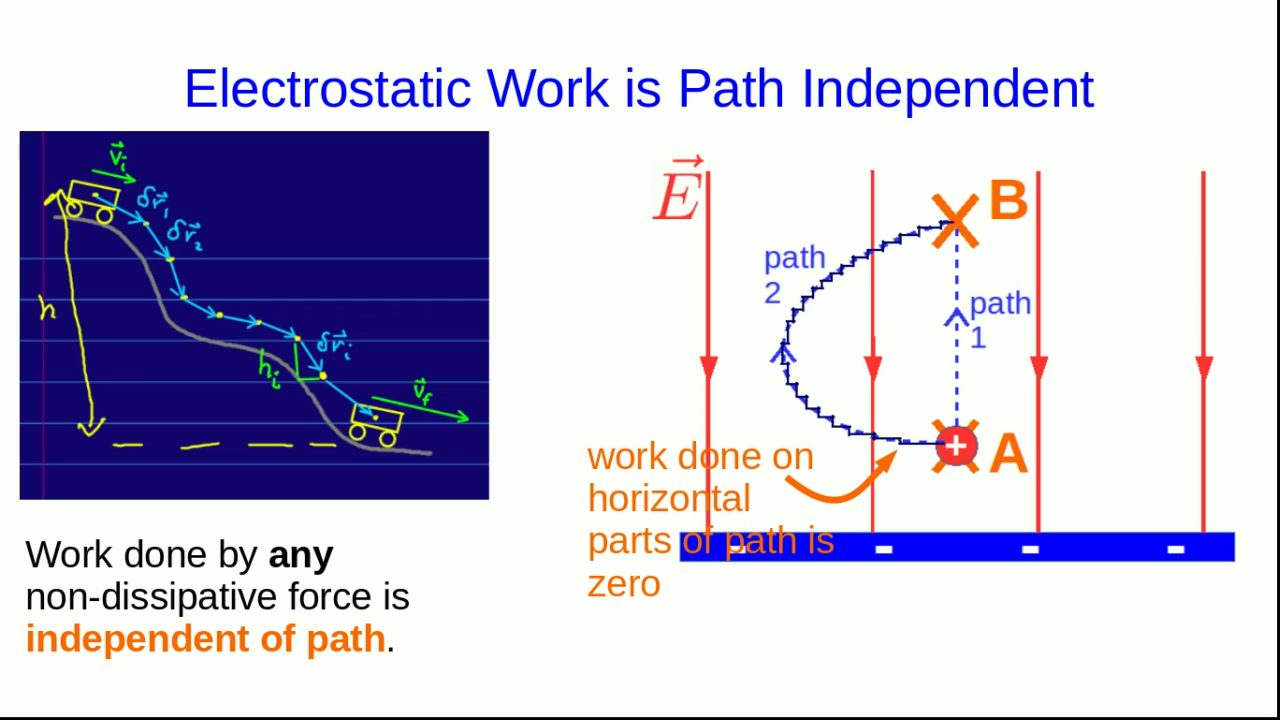 Electrostatic Work is Path Independent
v⃗ᵢ
δr⃗₁
δr⃗₂
h
δr⃗ᵢ
hᵢ
v⃗f
Work done by any
non-dissipative force is
independent of path.
E⃗
B
path
2
path
1
+
A
work done on
horizontal
parts of path is
zero
- - - -